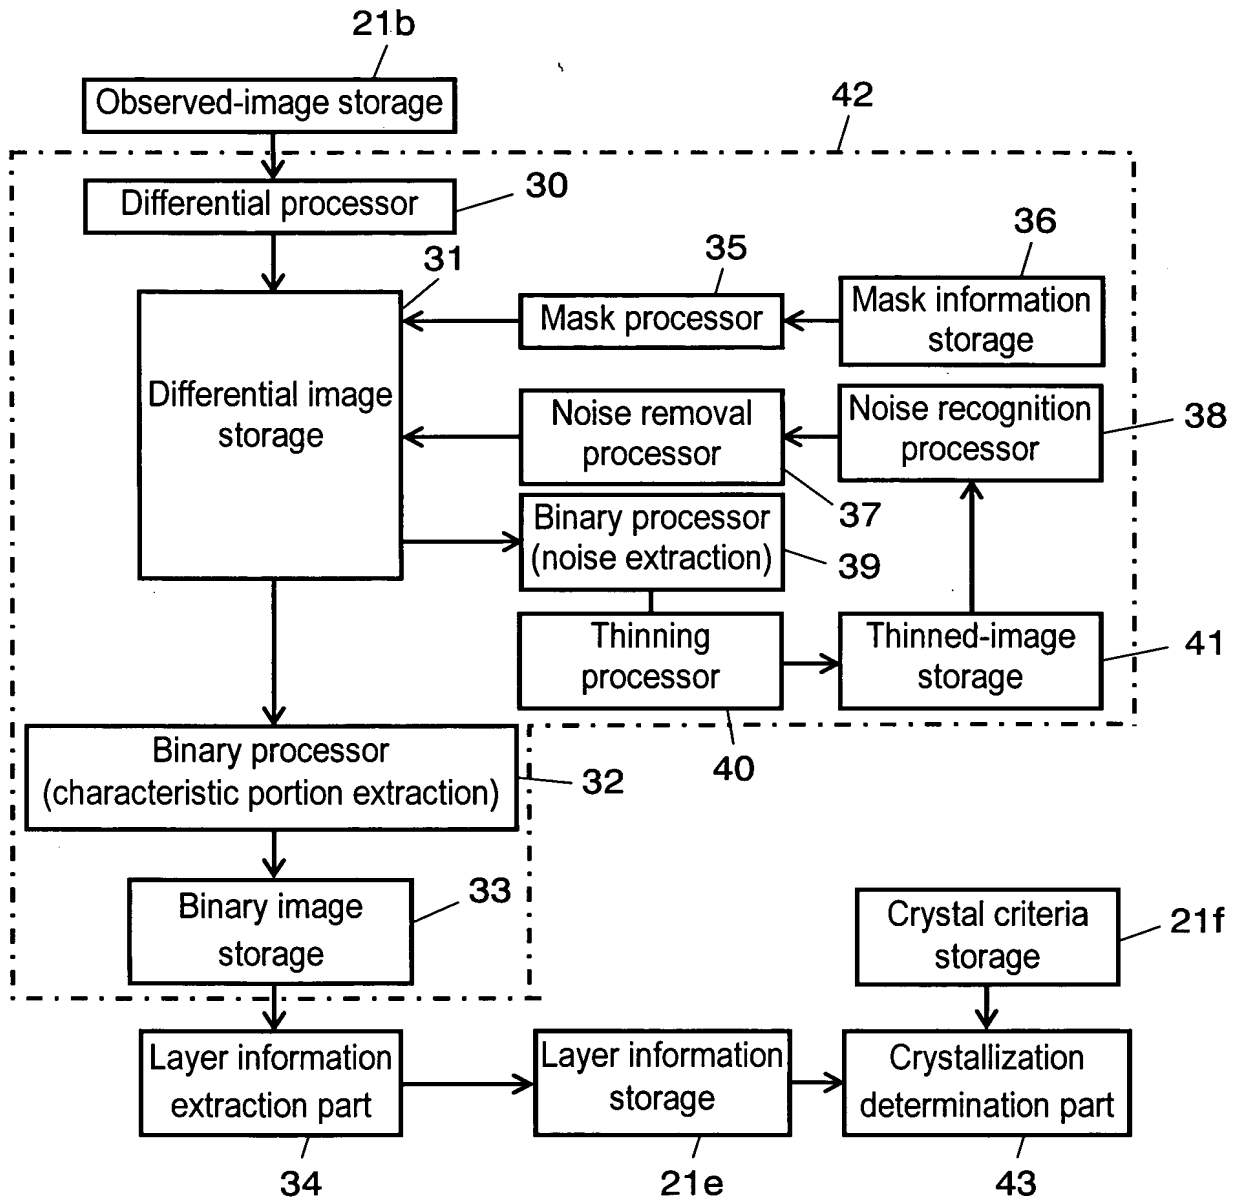 21b
Observed-image storage
42
Differential processor
30
31
Differential image
storage
35
Mask processor
36
Mask information
storage
Noise removal
processor
37
Noise recognition
processor
38
Binary processor
(noise extraction)
39
Thinning
processor
40
Thinned-image
storage
41
Binary processor
(characteristic portion extraction)
32
Binary image
storage
33
Crystal criteria
storage
21f
Layer information
extraction part
34
Layer information
storage
21e
Crystallization
determination part
43